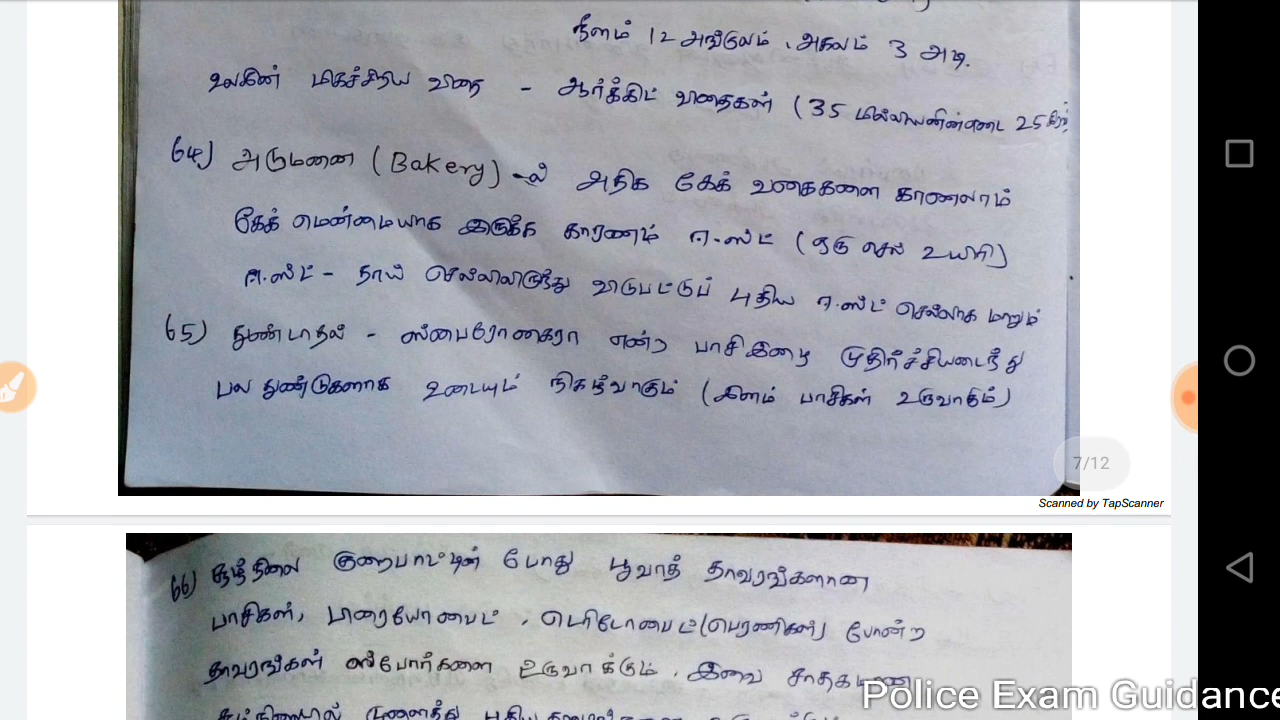 நீளம் 12 அங்குலம், அகலம் 3 அடி.
உலகின் மிகச்சிறிய விதை - ஆர்க்கிட் விதைகள் (35 மில்லியனின் எடை 25 கிராம்)
64) அடுமனை (Bakery) -ல் அதிக கேக் வகைகளை காணலாம்
கேக் மென்மையாக இருக்க காரணம் ஈஸ்ட் (ஒரு செல் உயிரி)
ஈஸ்ட் - தாய் செல்லிலிருந்து விடுபட்டுப் புதிய ஈஸ்ட் செல்லாக மாறும்
65) துண்டாதல் - ஸ்பைரோகைரா என்ற பாசி இழை முதிர்ச்சியடைந்து
பல துண்டுகளாக உடையும் நிகழ்வாகும் (இளம் பாசிகள் உருவாகும்)
7/12
Scanned by TapScanner
66) சூழ்நிலை குறைபாட்டின் போது பூவாத் தாவரங்களான
பாசிகள், பிரையோபைட், டெரிடோபைட் (பெரணிகள்) போன்ற
தாவரங்கள் ஸ்போர்களை உருவாக்கும். இவை சாதகமான
Police Exam Guidance